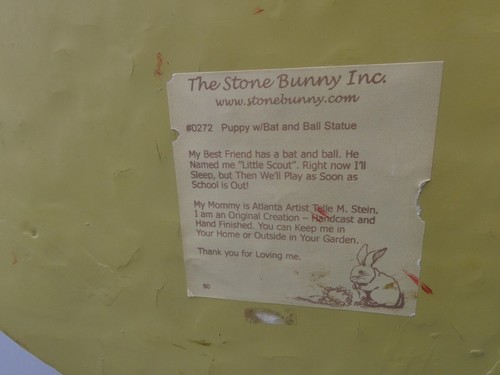 The Stone Bunny Inc.
www.stonebunny.com
#0272 Puppy w/Bat and Ball Statue
My Best Friend has a bat and ball. He
Named me "Little Scout". Right now I'll
Sleep, but Then We'll Play as Soon as
School is Out!
My Mommy is Atlanta Artist Telle M. Stein,
I am an Original Creation – Handcast and
Hand Finished. You can Keep me in
Your Home or Outside in Your Garden.
Thank you for Loving me.